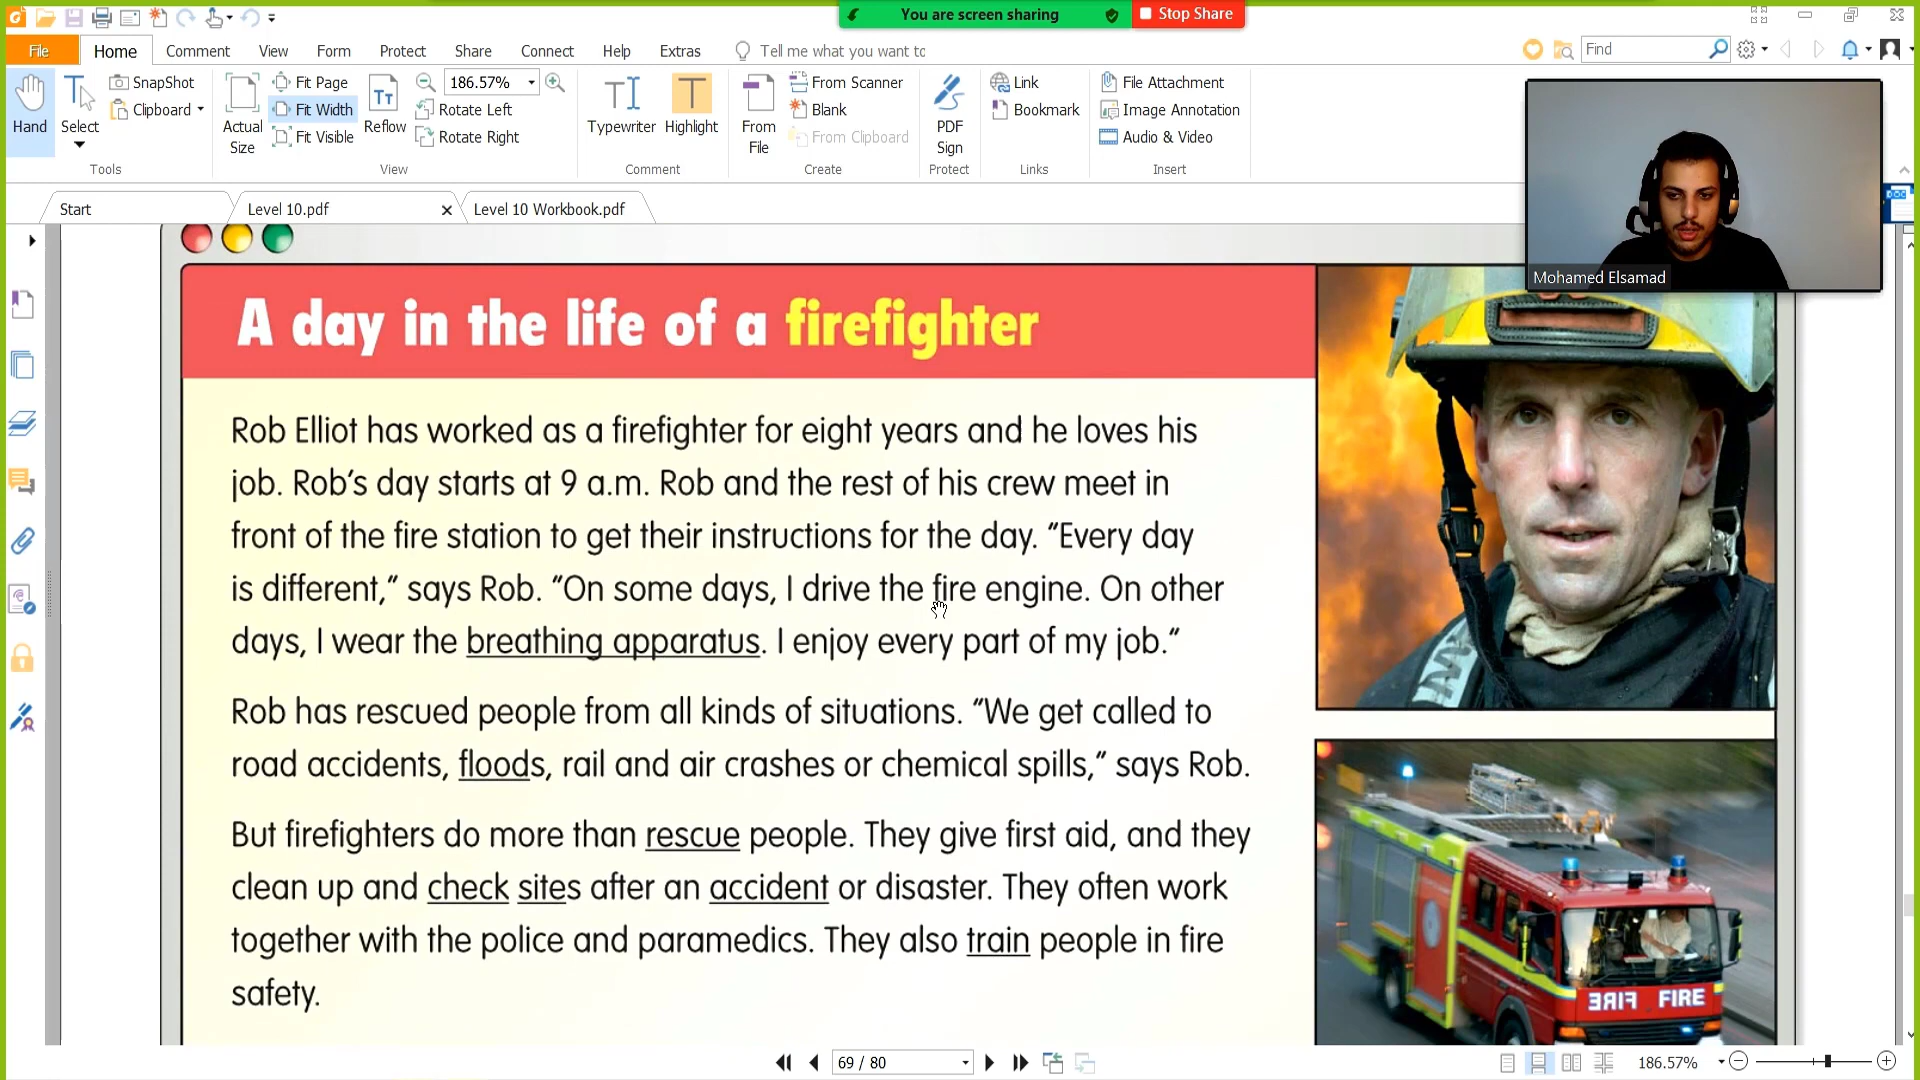 You are screen sharing
Stop Share
File
Home
Comment
View
Form
Protect
Share
Connect
Help
Extras
Tell me what you want to
Find
Hand
Select
SnapShot
Clipboard
Tools
Actual Size
Fit Page
Fit Width
Fit Visible
Reflow
186.57%
Rotate Left
Rotate Right
View
Typewriter
Highlight
Comment
From File
From Scanner
Blank
From Clipboard
Create
PDF Sign
Protect
Link
Bookmark
Links
File Attachment
Image Annotation
Audio & Video
Insert
Start
Level 10.pdf
Level 10 Workbook.pdf
Mohamed Elsamad
A day in the life of a firefighter
Rob Elliot has worked as a firefighter for eight years and he loves his
job. Rob's day starts at 9 a.m. Rob and the rest of his crew meet in
front of the fire station to get their instructions for the day. "Every day
is different," says Rob. "On some days, I drive the fire engine. On other
days, I wear the breathing apparatus. I enjoy every part of my job."
Rob has rescued people from all kinds of situations. "We get called to
road accidents, floods, rail and air crashes or chemical spills," says Rob.
But firefighters do more than rescue people. They give first aid, and they
clean up and check sites after an accident or disaster. They often work
together with the police and paramedics. They also train people in fire
safety.
FIRE FIRE
69 / 80
186.57%